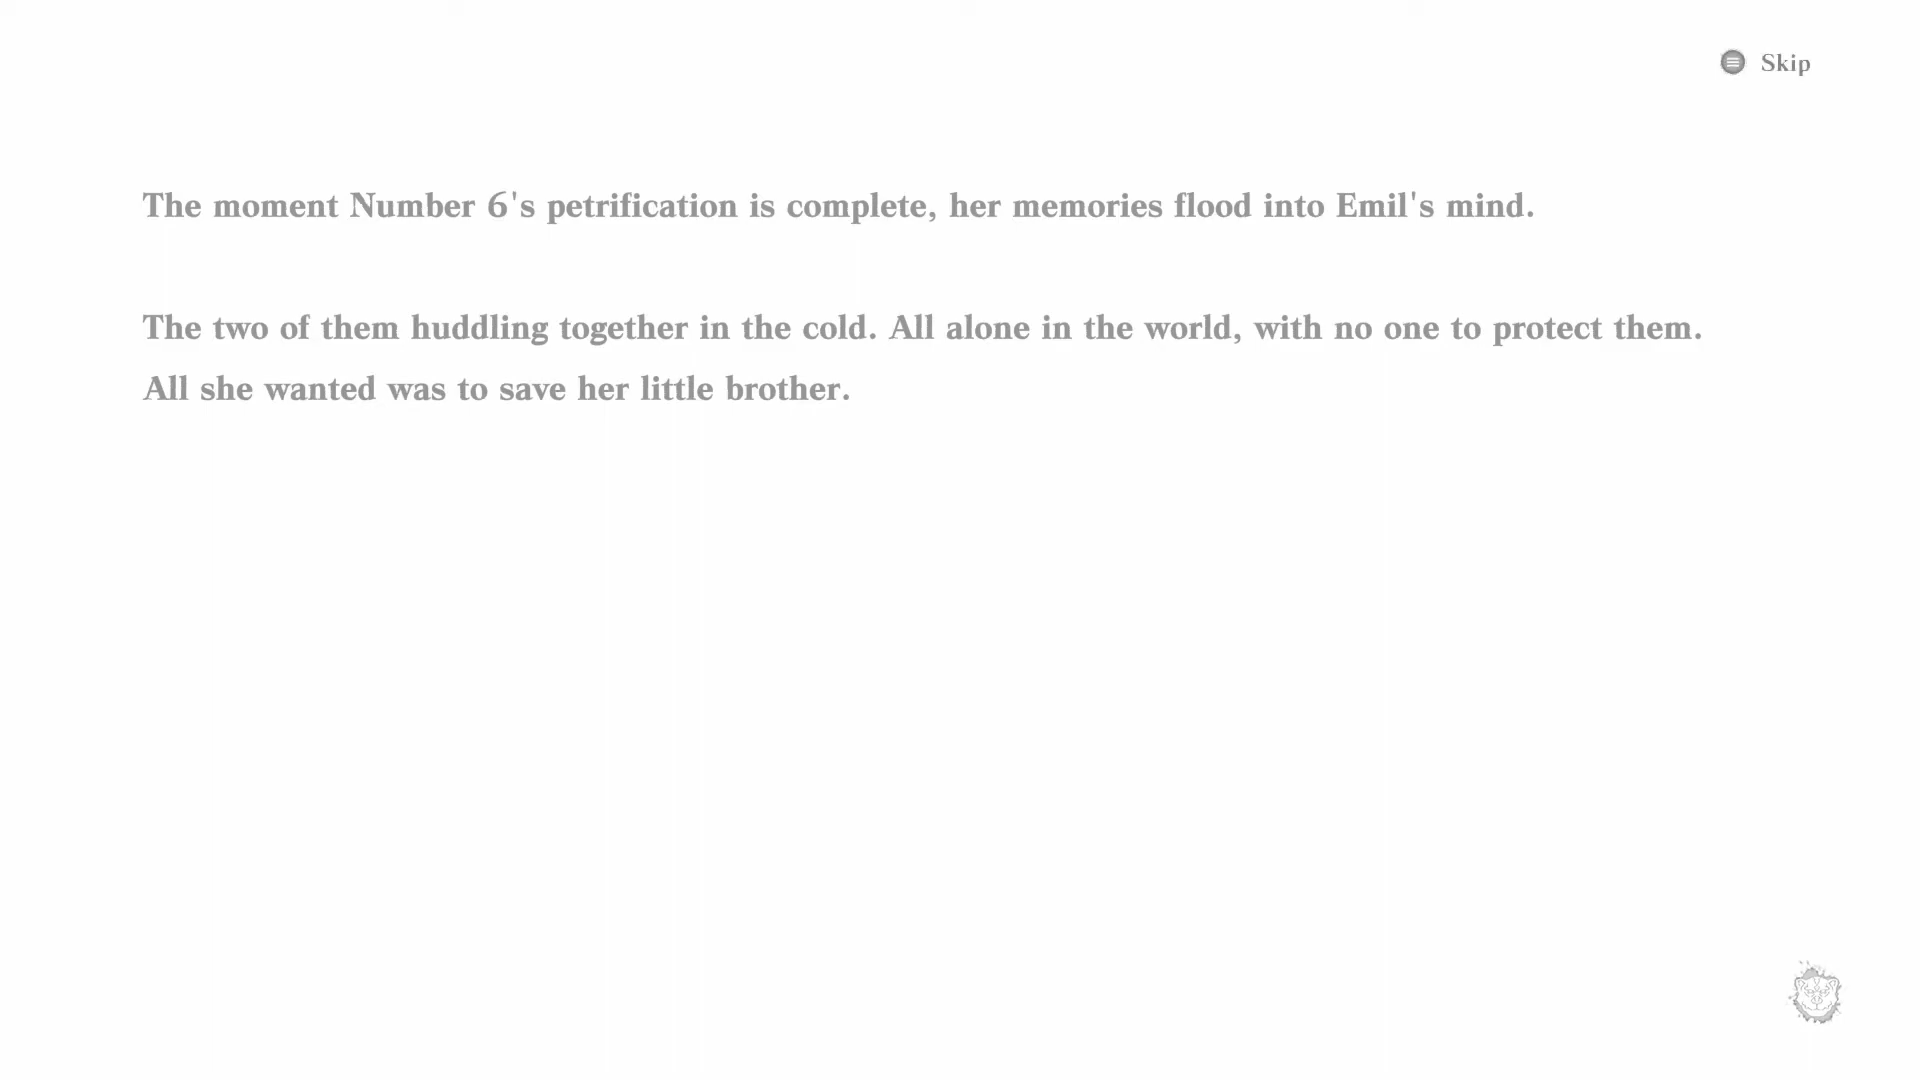 Skip
The moment Number 6's petrification is complete, her memories flood into Emil's mind.
The two of them huddling together in the cold. All alone in the world, with no one to protect them.
All she wanted was to save her little brother.